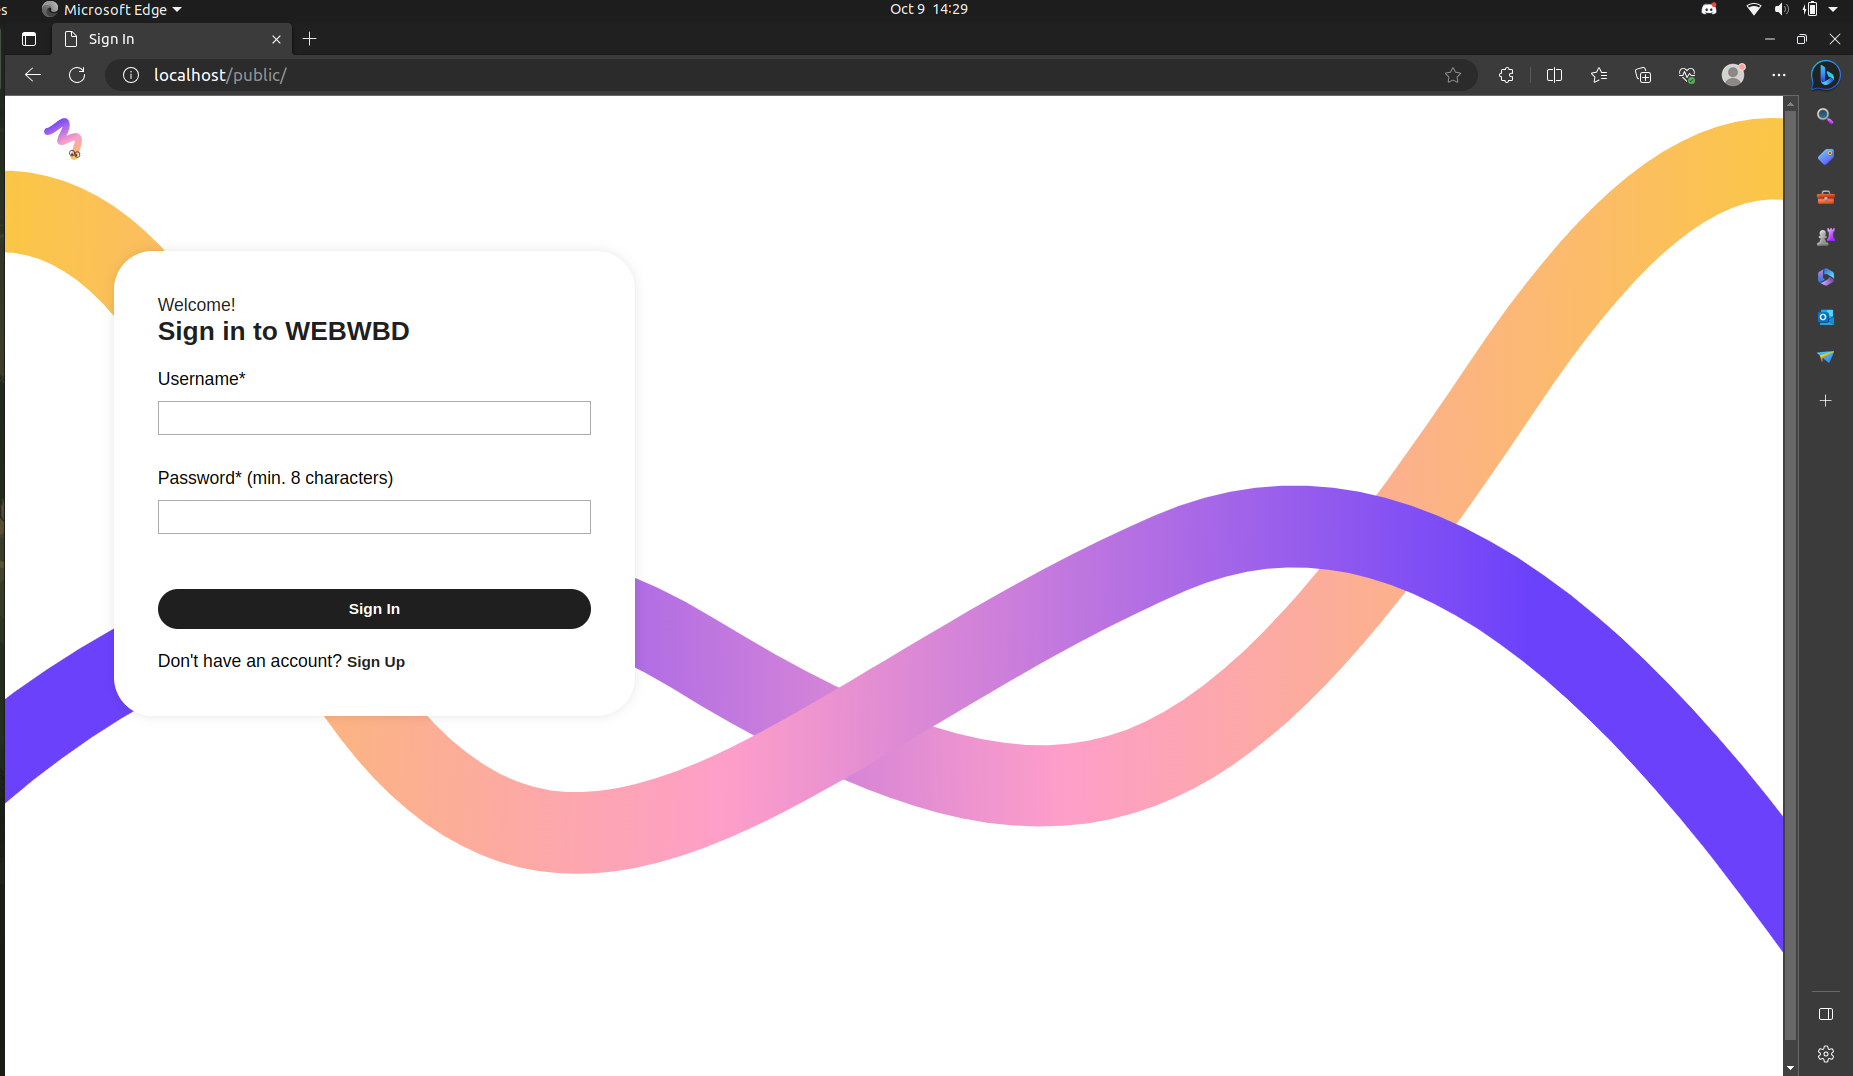 s
Microsoft Edge
Oct 9 14:29
Sign In
localhost/public/
Welcome!
Sign in to WEBWBD
Username*
Password* (min. 8 characters)
Sign In
Don't have an account? Sign Up